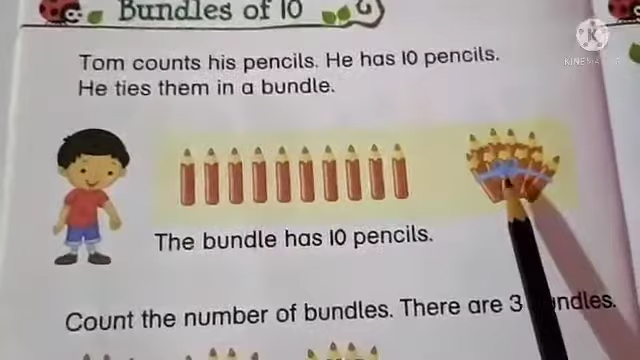 Bundles of 10
Tom counts his pencils. He has 10 pencils.
He ties them in a bundle.
The bundle has 10 pencils.
Count the number of bundles. There are 3